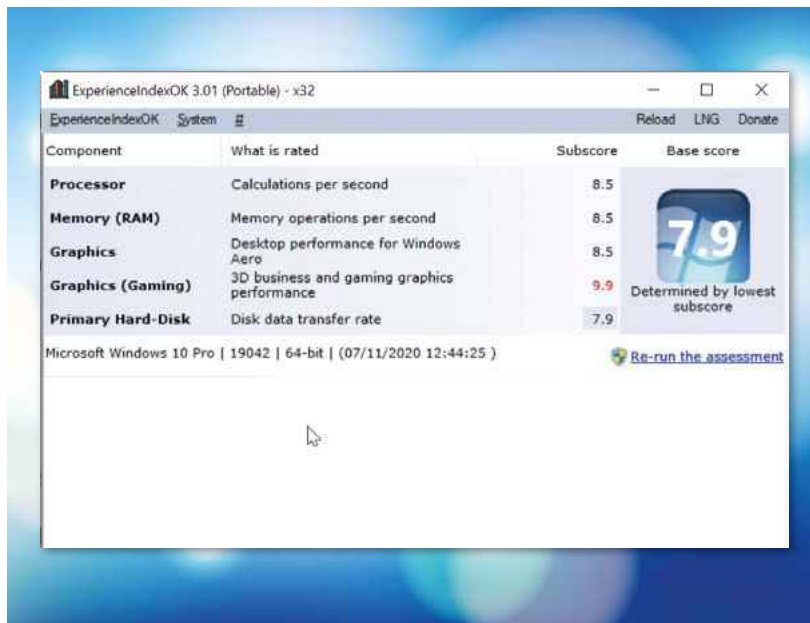 ExperienceIndexOK 3.01 (Portable) - x32
ExperienceIndexOK System # Reload LNG Donate
Component What is rated Subscore Base score
Processor Calculations per second 8.5
Memory (RAM) Memory operations per second 8.5
Graphics Desktop performance for Windows Aero 8.5
Graphics (Gaming) 3D business and gaming graphics performance 9.9
Primary Hard-Disk Disk data transfer rate 7.9
7.9
Determined by lowest
subscore
Microsoft Windows 10 Pro | 19042 | 64-bit | (07/11/2020 12:44:25 )
Re-run the assessment